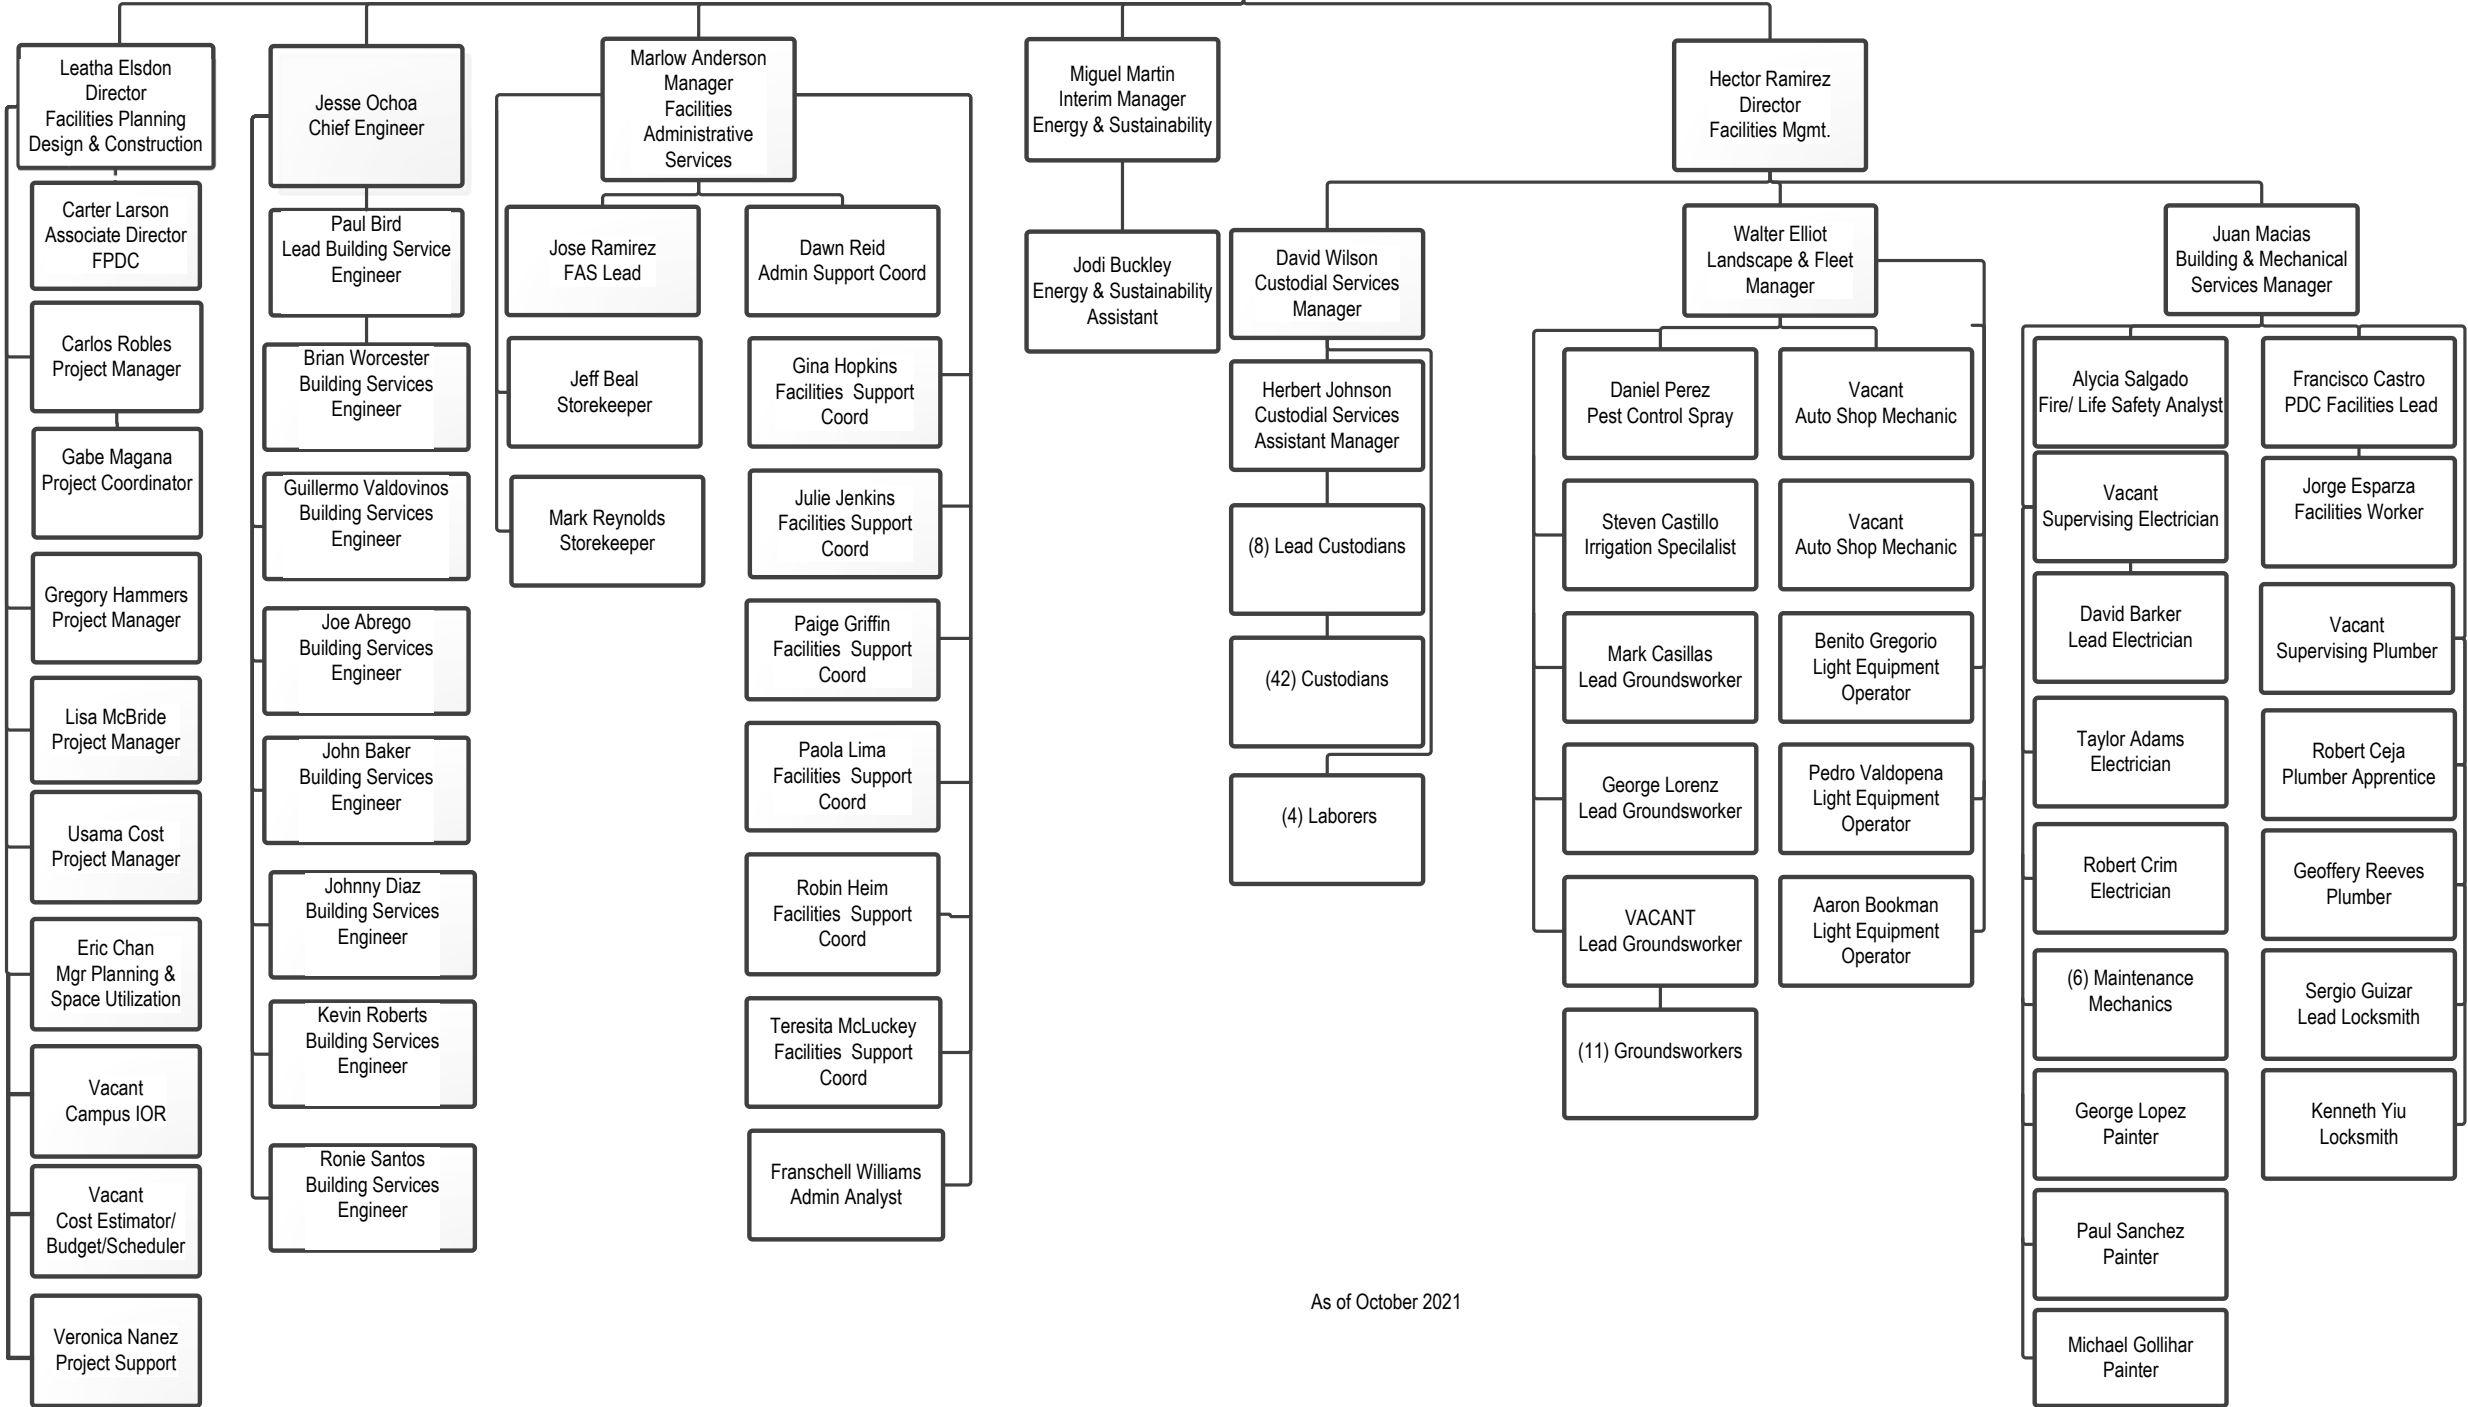 Leatha Elsdon
Director
Facilities Planning
Design & Construction
Carter Larson
Associate Director
FPDC
Carlos Robles
Project Manager
Gabe Magana
Project Coordinator
Gregory Hammers
Project Manager
Lisa McBride
Project Manager
Usama Cost
Project Manager
Eric Chan
Mgr Planning &
Space Utilization
Vacant
Campus IOR
Vacant
Cost Estimator/
Budget/Scheduler
Veronica Nanez
Project Support
Jesse Ochoa
Chief Engineer
Paul Bird
Lead Building Service
Engineer
Brian Worcester
Building Services
Engineer
Guillermo Valdovinos
Building Services
Engineer
Joe Abrego
Building Services
Engineer
John Baker
Building Services
Engineer
Johnny Diaz
Building Services
Engineer
Kevin Roberts
Building Services
Engineer
Ronie Santos
Building Services
Engineer
Marlow Anderson
Manager
Facilities
Administrative
Services
Jose Ramirez
FAS Lead
Jeff Beal
Storekeeper
Mark Reynolds
Storekeeper
Dawn Reid
Admin Support Coord
Gina Hopkins
Facilities Support
Coord
Julie Jenkins
Facilities Support
Coord
Paige Griffin
Facilities Support
Coord
Paola Lima
Facilities Support
Coord
Robin Heim
Facilities Support
Coord
Teresita McLuckey
Facilities Support
Coord
Franschell Williams
Admin Analyst
Miguel Martin
Interim Manager
Energy & Sustainability
Jodi Buckley
Energy & Sustainability
Assistant
Hector Ramirez
Director
Facilities Mgmt.
David Wilson
Custodial Services
Manager
Herbert Johnson
Custodial Services
Assistant Manager
(8) Lead Custodians
(42) Custodians
(4) Laborers
Walter Elliot
Landscape & Fleet
Manager
Daniel Perez
Pest Control Spray
Steven Castillo
Irrigation Specilalist
Mark Casillas
Lead Groundsworker
George Lorenz
Lead Groundsworker
VACANT
Lead Groundsworker
(11) Groundsworkers
Vacant
Auto Shop Mechanic
Vacant
Auto Shop Mechanic
Benito Gregorio
Light Equipment
Operator
Pedro Valdopena
Light Equipment
Operator
Aaron Bookman
Light Equipment
Operator
Juan Macias
Building & Mechanical
Services Manager
Alycia Salgado
Fire/ Life Safety Analyst
Vacant
Supervising Electrician
David Barker
Lead Electrician
Taylor Adams
Electrician
Robert Crim
Electrician
(6) Maintenance
Mechanics
George Lopez
Painter
Paul Sanchez
Painter
Michael Gollihar
Painter
Francisco Castro
PDC Facilities Lead
Jorge Esparza
Facilities Worker
Vacant
Supervising Plumber
Robert Ceja
Plumber Apprentice
Geoffery Reeves
Plumber
Sergio Guizar
Lead Locksmith
Kenneth Yiu
Locksmith
As of October 2021